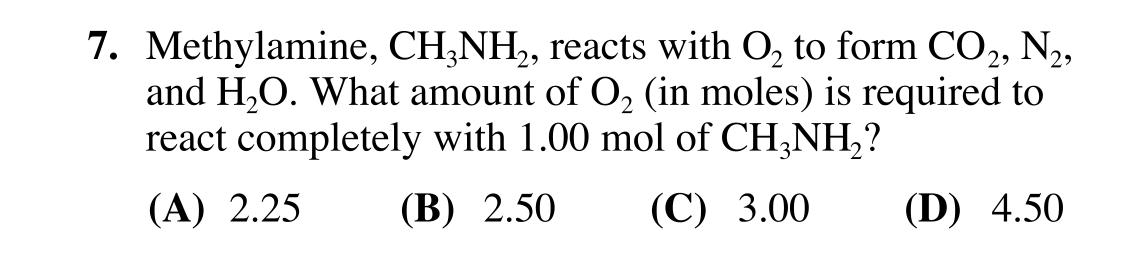 7. Methylamine, CH₃NH₂, reacts with O₂ to form CO₂, N₂,
and H₂O. What amount of O₂ (in moles) is required to
react completely with 1.00 mol of CH₃NH₂?
(A) 2.25 (B) 2.50 (C) 3.00 (D) 4.50